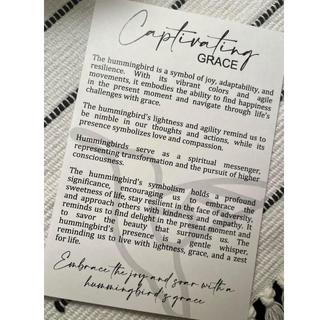 Captivating
GRACE
The hummingbird is a symbol of joy, adaptability, and
resilience. With its vibrant colors and agile
movements, it embodies the ability to find happiness
in the present moment and navigate through life's
challenges with grace.
The hummingbird's lightness and agility remind us to
be nimble in our thoughts and actions, while its
presence symbolizes love and compassion.
Hummingbirds serve as a spiritual messenger,
representing transformation and the pursuit of higher
consciousness.
The hummingbird's symbolism holds a profound
significance, encouraging us to embrace the
sweetness of life, stay resilient in the face of adversity,
and approach others with kindness and empathy. It
reminds us to find delight in the present moment and
to savor the beauty that surrounds us. The
hummingbird's presence is a gentle whisper,
reminding us to live with lightness, grace, and a zest
for life.
Embrace the joy and soar with a
hummingbird's grace